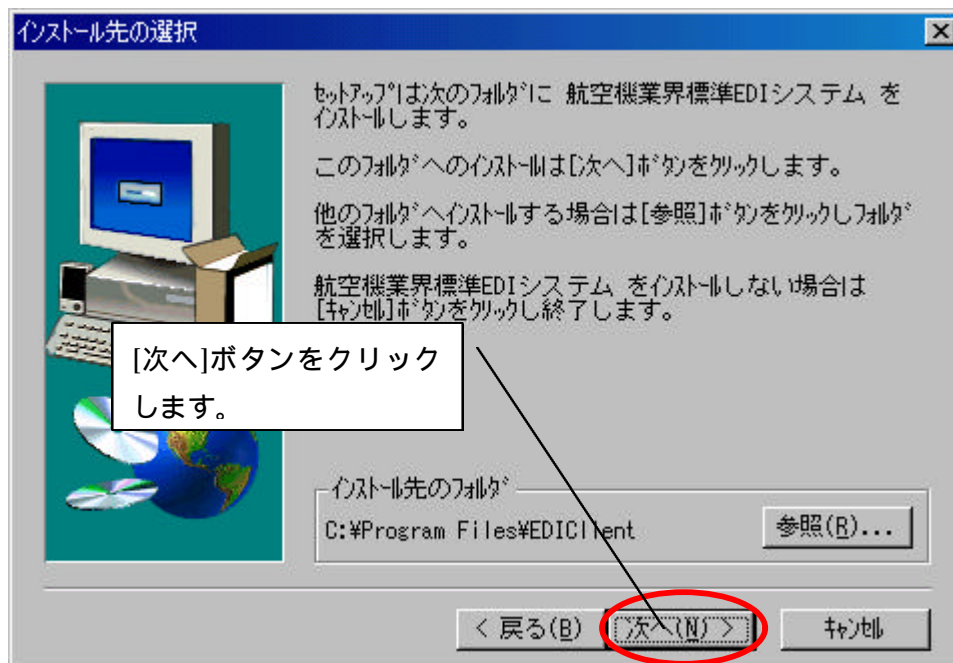 インストール先の選択
セットアップは次のフォルダに 航空機業界標準EDIシステム を
インストールします。
このフォルダへのインストールは[次へ]ボタンをクリックします。
他のフォルダへインストールする場合は[参照]ボタンをクリックしフォルダ
を選択します。
航空機業界標準EDIシステム をインストールしない場合は
[キャンセル]ボタンをクリックし終了します。
[次へ]ボタンをクリック
します。
インストール先のフォルダ
C:¥Program Files¥EDIClient
参照(R)...
< 戻る(B)
次へ(N) >
キャンセル